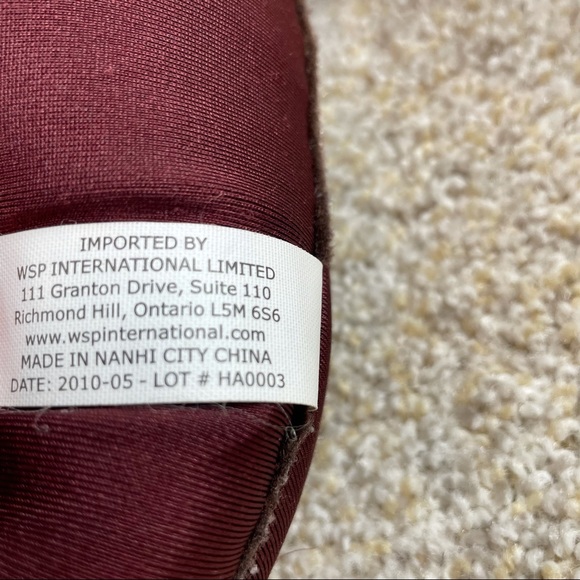 IMPORTED BY
WSP INTERNATIONAL LIMITED
111 Granton Drive, Suite 110
Richmond Hill, Ontario L5M 6S6
www.wspinternational.com
MADE IN NANHI CITY CHINA
DATE: 2010-05 - LOT # HA0003